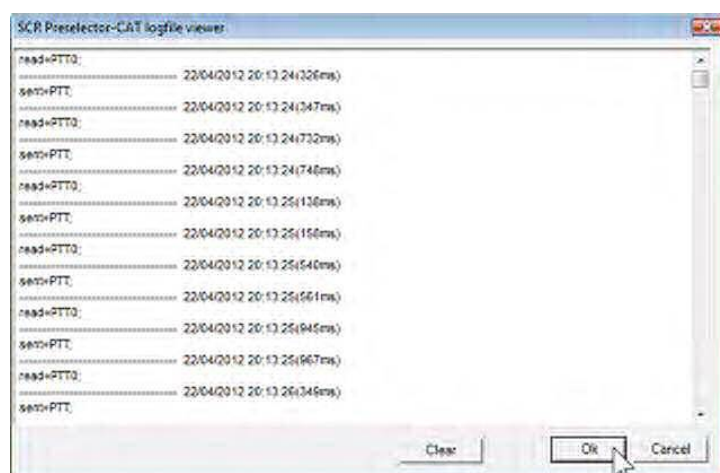 SCR Preselector-CAT logfile viewer
read=PTT0;
------------------------------------ 22/04/2012 20:13:24(326ms)
sent=PTT;
------------------------------------ 22/04/2012 20:13:24(347ms)
read=PTT0;
------------------------------------ 22/04/2012 20:13:24(732ms)
sent=PTT;
------------------------------------ 22/04/2012 20:13:24(748ms)
read=PTT0;
------------------------------------ 22/04/2012 20:13:25(138ms)
sent=PTT;
------------------------------------ 22/04/2012 20:13:25(158ms)
read=PTT0;
------------------------------------ 22/04/2012 20:13:25(540ms)
sent=PTT;
------------------------------------ 22/04/2012 20:13:25(561ms)
read=PTT0;
------------------------------------ 22/04/2012 20:13:25(945ms)
sent=PTT;
------------------------------------ 22/04/2012 20:13:25(967ms)
read=PTT0;
------------------------------------ 22/04/2012 20:13:26(349ms)
sent=PTT;
Clear Ok Cancel